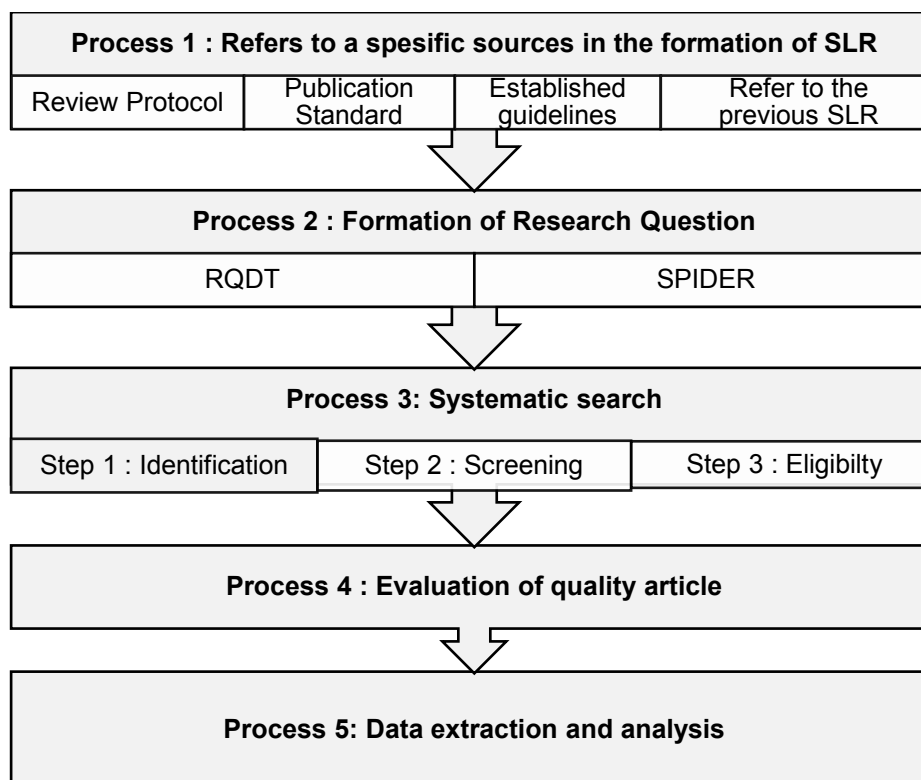 Process 1 : Refers to a spesific sources in the formation of SLR
Review Protocol
Publication
Standard
Established
guidelines
Refer to the
previous SLR
Process 2 : Formation of Research Question
RQDT
SPIDER
Process 3: Systematic search
Step 1 : Identification
Step 2 : Screening
Step 3 : Eligibilty
Process 4 : Evaluation of quality article
Process 5: Data extraction and analysis